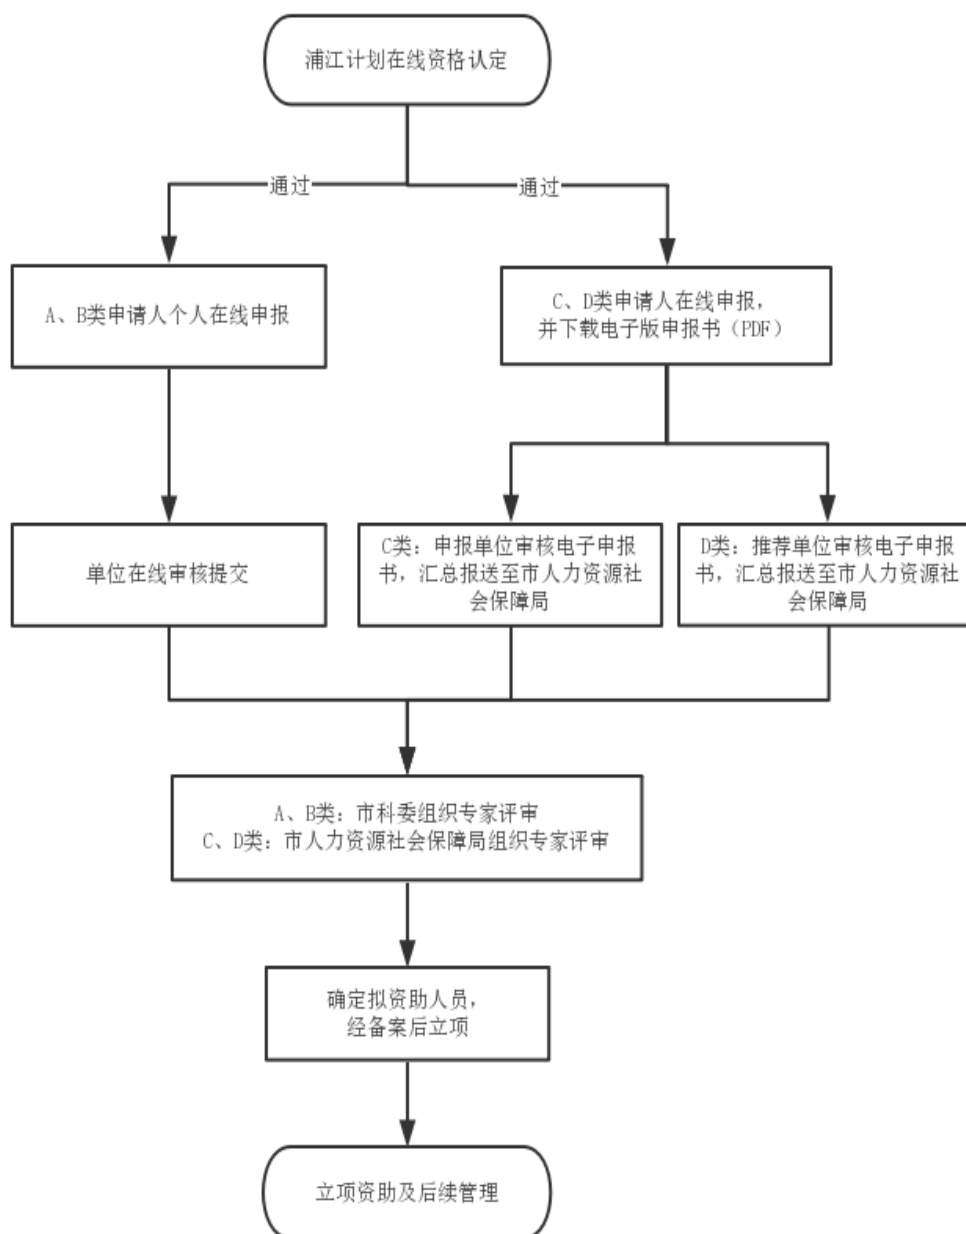 浦江计划在线资格认定
通过
通过
A、B类申请人个人在线申报
C、D类申请人在线申报，
并下载电子版申报书（PDF）
单位在线审核提交
C类：申报单位审核电子申报
书，汇总报送至市人力资源社
会保障局
D类：推荐单位审核电子申报
书，汇总报送至市人力资源社
会保障局
A、B类：市科委组织专家评审
C、D类：市人力资源社会保障局组织专家评审
确定拟资助人员，
经备案后立项
立项资助及后续管理